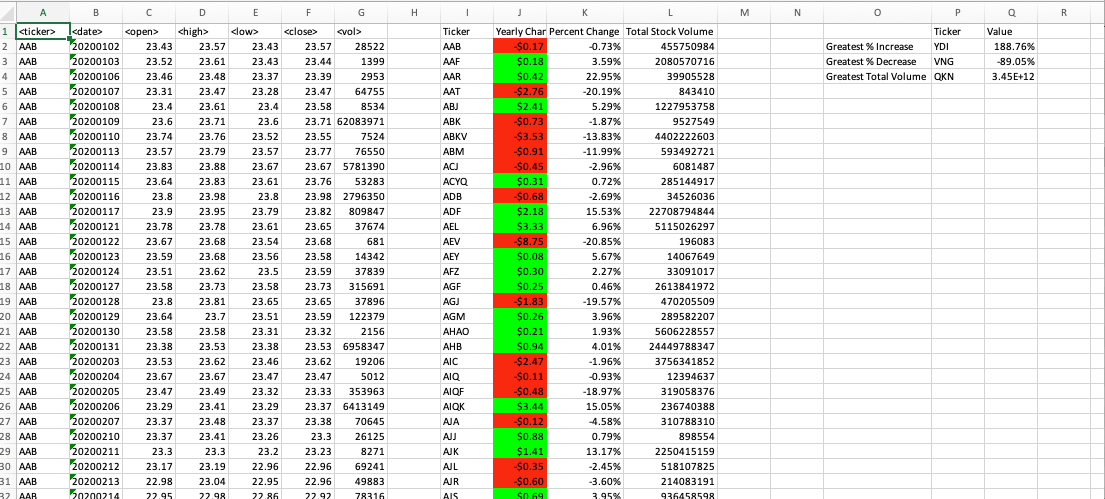 A B C D E F G H I J K L M N O P Q R
1 <ticker> <date> <open> <high> <low> <close> <vol> Ticker Yearly Char Percent Change Total Stock Volume Ticker Value
2 AAB 20200102 23.43 23.57 23.43 23.57 28522 AAB -$0.17 -0.73% 455750984 Greatest % Increase YDI 188.76%
3 AAB 20200103 23.52 23.61 23.43 23.44 1399 AAF $0.18 3.59% 2080570716 Greatest % Decrease VNG -89.05%
4 AAB 20200106 23.46 23.48 23.37 23.39 2953 AAR $0.42 22.95% 39905528 Greatest Total Volume QKN 3.45E+12
5 AAB 20200107 23.31 23.47 23.28 23.47 64755 AAT -$2.76 -20.19% 843410
6 AAB 20200108 23.4 23.61 23.4 23.58 8534 ABJ $2.41 5.29% 1227953758
7 AAB 20200109 23.6 23.71 23.6 23.71 62083971 ABK -$0.73 -1.87% 9527549
8 AAB 20200110 23.74 23.76 23.52 23.55 7524 ABKV -$3.53 -13.83% 4402222603
9 AAB 20200113 23.57 23.79 23.57 23.77 76550 ABM -$0.91 -11.99% 593492721
10 AAB 20200114 23.83 23.88 23.67 23.67 5781390 ACJ -$0.45 -2.96% 6081487
11 AAB 20200115 23.64 23.83 23.61 23.76 53283 ACYQ $0.31 0.72% 285144917
12 AAB 20200116 23.8 23.98 23.8 23.98 2796350 ADB -$0.68 -2.69% 34526036
13 AAB 20200117 23.9 23.95 23.79 23.82 809847 ADF $2.18 15.53% 22708794844
14 AAB 20200121 23.78 23.78 23.61 23.65 37674 AEL $3.33 6.96% 5115026297
15 AAB 20200122 23.67 23.68 23.54 23.68 681 AEV -$8.75 -20.85% 196083
16 AAB 20200123 23.59 23.68 23.56 23.58 14342 AEY $0.08 5.67% 14067649
17 AAB 20200124 23.51 23.62 23.5 23.59 37839 AFZ $0.30 2.27% 33091017
18 AAB 20200127 23.58 23.73 23.58 23.73 315691 AGF $0.25 0.46% 2613841972
19 AAB 20200128 23.8 23.81 23.65 23.65 37896 AGJ -$1.83 -19.57% 470205509
20 AAB 20200129 23.64 23.7 23.51 23.59 122379 AGM $0.26 3.96% 289582207
21 AAB 20200130 23.58 23.58 23.31 23.32 2156 AHAO $0.21 1.93% 5606228557
22 AAB 20200131 23.38 23.53 23.38 23.53 6958347 AHB $0.94 4.01% 24449788347
23 AAB 20200203 23.53 23.62 23.46 23.62 19206 AIC -$2.47 -1.96% 3756341852
24 AAB 20200204 23.67 23.67 23.47 23.47 5012 AIQ -$0.11 -0.93% 12394637
25 AAB 20200205 23.47 23.49 23.32 23.33 353963 AIQF -$0.48 -18.97% 319058376
26 AAB 20200206 23.29 23.41 23.29 23.37 6413149 AIQK $3.44 15.05% 236740388
27 AAB 20200207 23.37 23.48 23.37 23.38 70645 AJA -$0.12 -4.58% 310788310
28 AAB 20200210 23.37 23.41 23.26 23.3 26125 AJJ $0.88 0.79% 898554
29 AAB 20200211 23.3 23.3 23.2 23.23 8271 AJK $1.41 13.17% 2250415159
30 AAB 20200212 23.17 23.19 22.96 22.96 69241 AJL -$0.35 -2.45% 518107825
31 AAB 20200213 22.98 23.04 22.95 22.96 49883 AJR -$0.60 -3.60% 214083191
32 AAB 20200214 22.95 22.98 22.86 22.92 78316 AJS $0.69 3.95% 936458598